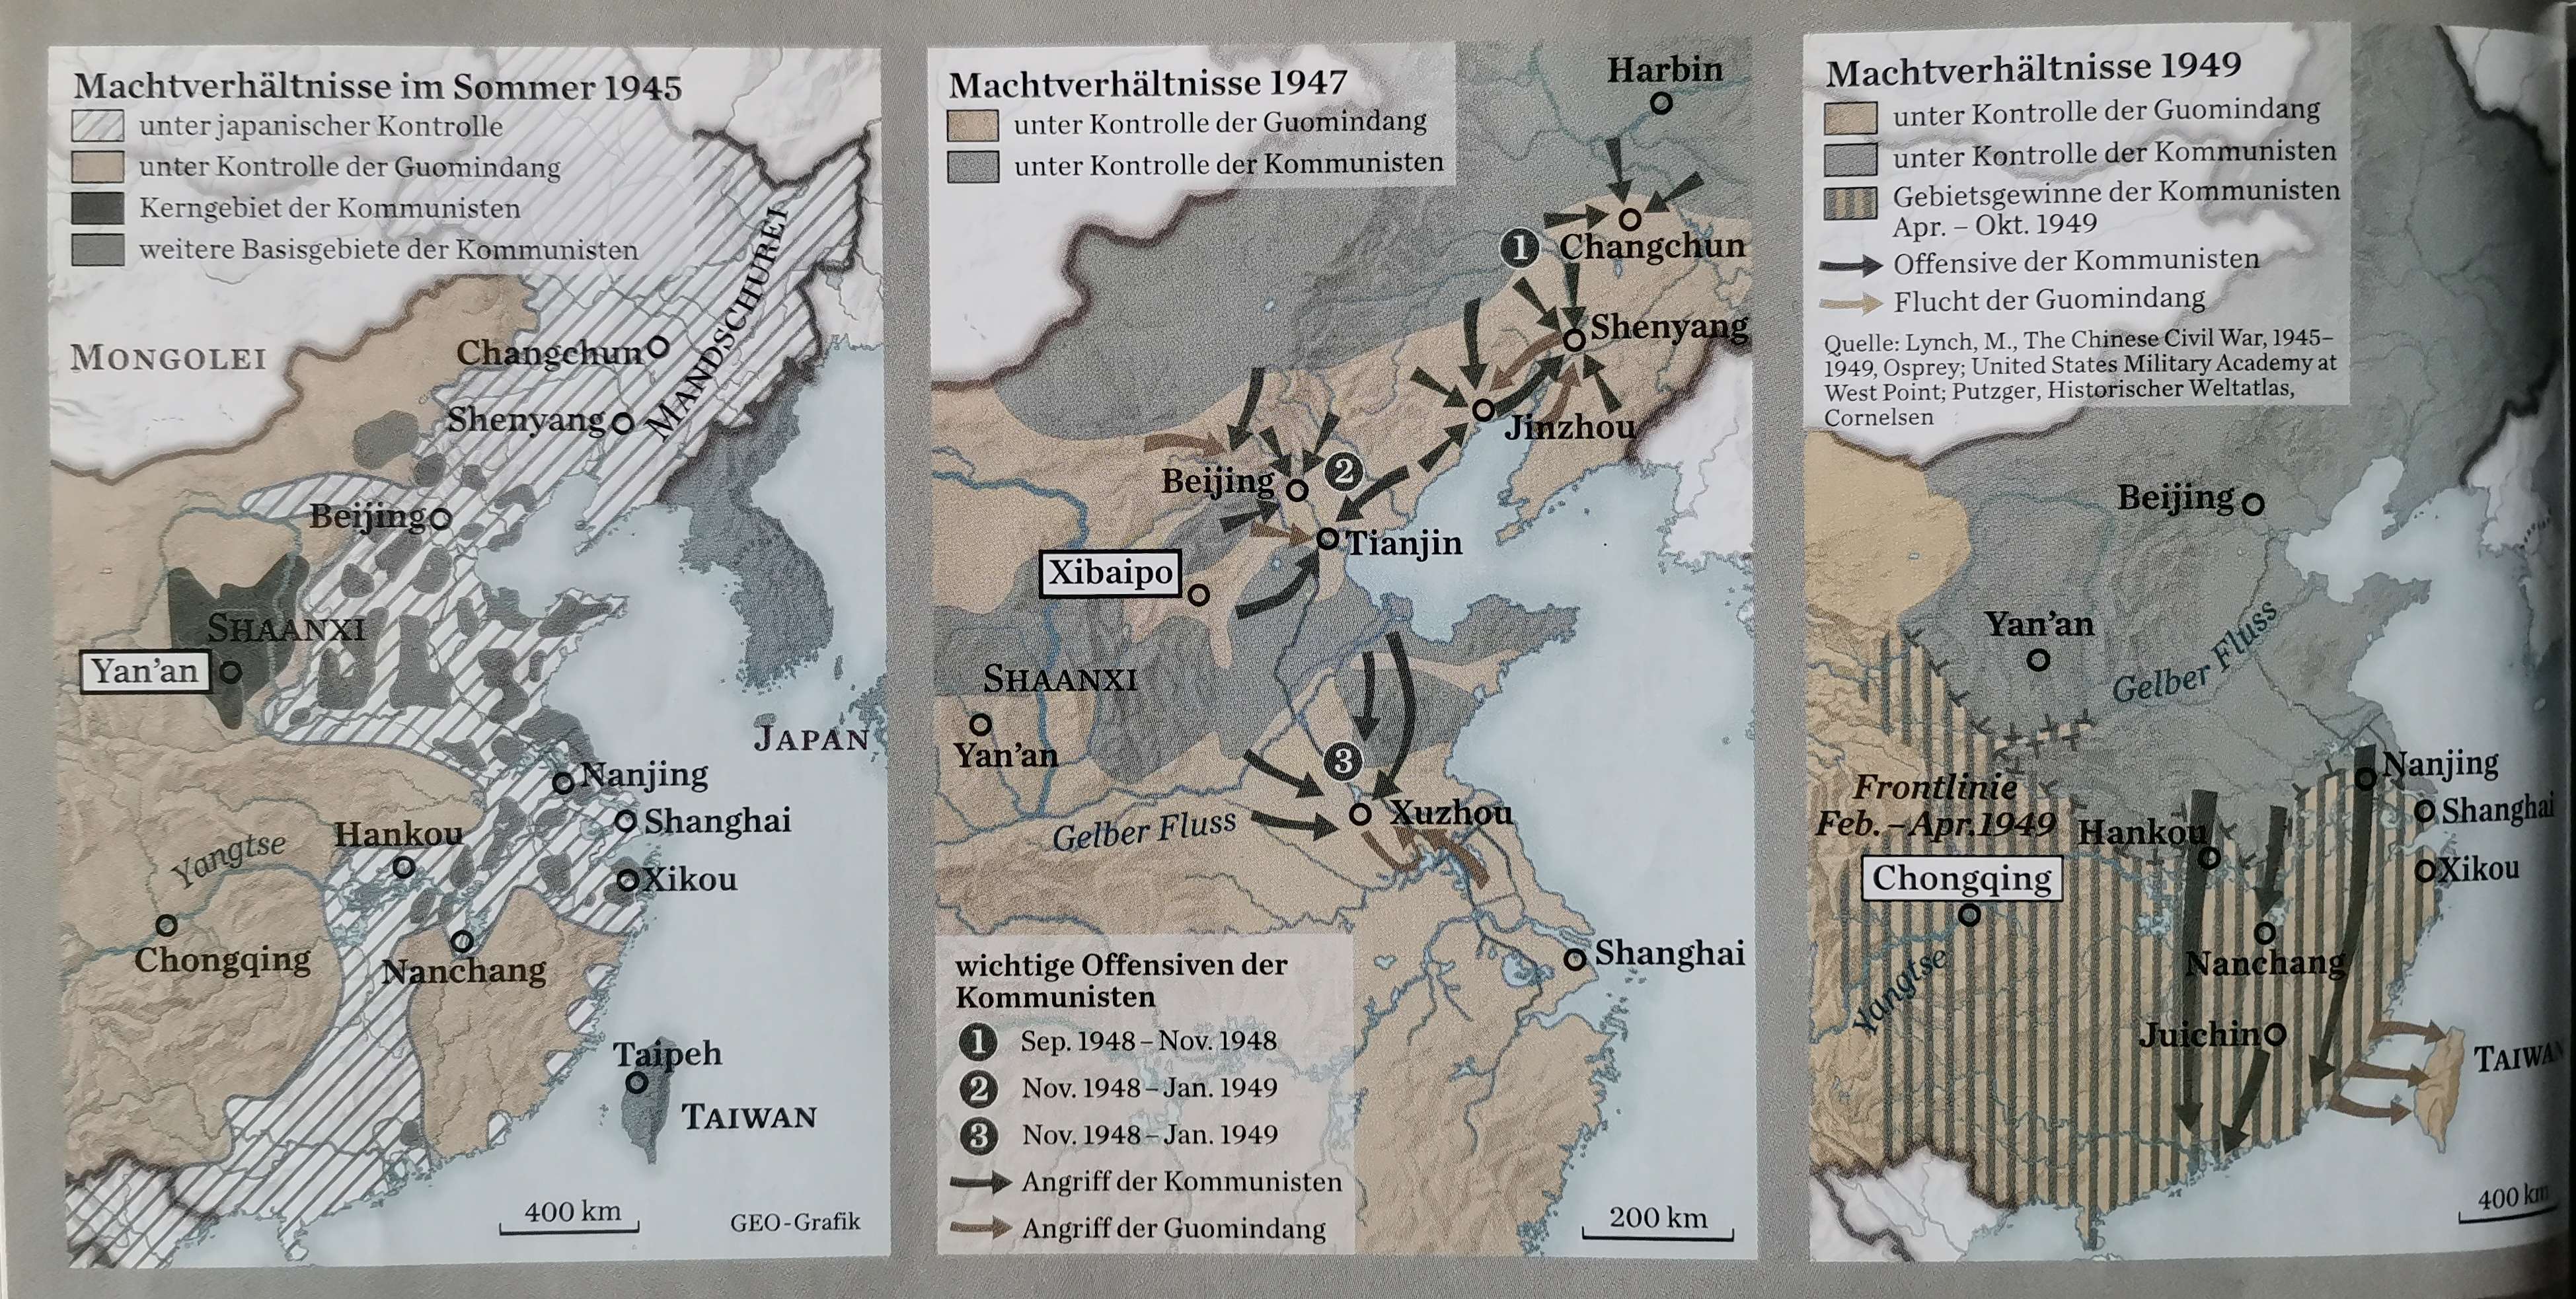 Machtverhältnisse im Sommer 1945
unter japanischer Kontrolle
unter Kontrolle der Guomindang
Kerngebiet der Kommunisten
weitere Basisgebiete der Kommunisten
MONGOLEI
Changchun
MANDSCHUREI
Shenyang
Beijing
SHAANXI
Yan'an
JAPAN
Nanjing
Shanghai
Hankou
Yangtse
Xikou
Chongqing
Nanchang
Taipeh
TAIWAN
400 km
GEO-Grafik
Machtverhältnisse 1947
unter Kontrolle der Guomindang
unter Kontrolle der Kommunisten
Harbin
1
Changchun
Shenyang
Jinzhou
Beijing
2
Tianjin
Xibaipo
SHAANXI
Yan'an
3
Xuzhou
Gelber Fluss
Shanghai
wichtige Offensiven der
Kommunisten
1 Sep. 1948 – Nov. 1948
2 Nov. 1948 – Jan. 1949
3 Nov. 1948 – Jan. 1949
Angriff der Kommunisten
Angriff der Guomindang
200 km
Machtverhältnisse 1949
unter Kontrolle der Guomindang
unter Kontrolle der Kommunisten
Gebietsgewinne der Kommunisten
Apr. – Okt. 1949
Offensive der Kommunisten
Flucht der Guomindang
Quelle: Lynch, M., The Chinese Civil War, 1945–
1949, Osprey; United States Military Academy at
West Point; Putzger, Historischer Weltatlas,
Cornelsen
Beijing
Yan'an
Gelber Fluss
Nanjing
Frontlinie
Feb. – Apr. 1949
Shanghai
Hankou
Xikou
Chongqing
Nanchang
Yangtse
Juichin
TAIWA
400 km